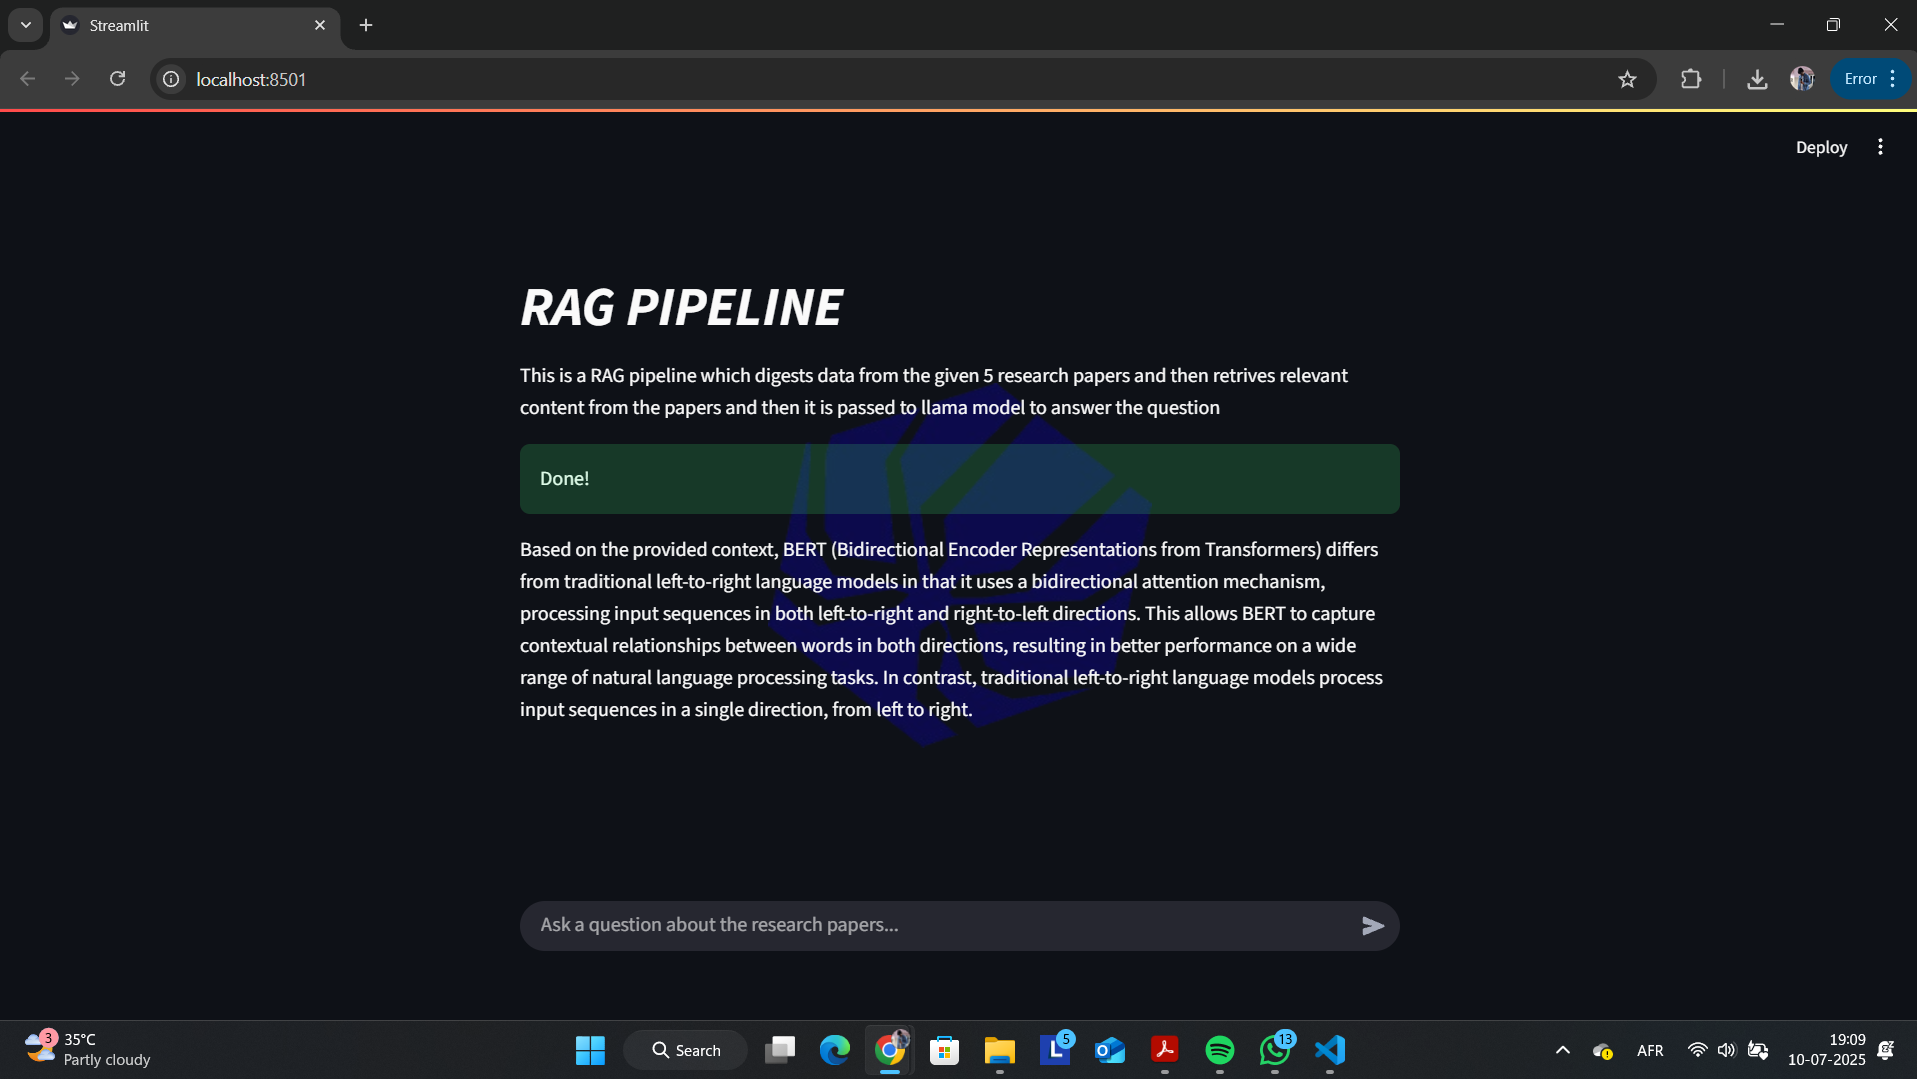 Streamlit
localhost:8501
Error
Deploy
RAG PIPELINE
This is a RAG pipeline which digests data from the given 5 research papers and then retrives relevant
content from the papers and then it is passed to llama model to answer the question
Done!
Based on the provided context, BERT (Bidirectional Encoder Representations from Transformers) differs
from traditional left-to-right language models in that it uses a bidirectional attention mechanism,
processing input sequences in both left-to-right and right-to-left directions. This allows BERT to capture
contextual relationships between words in both directions, resulting in better performance on a wide
range of natural language processing tasks. In contrast, traditional left-to-right language models process
input sequences in a single direction, from left to right.
Ask a question about the research papers...
3
35°C
Partly cloudy
Search
L
5
O
13
AFR
19:09
10-07-2025